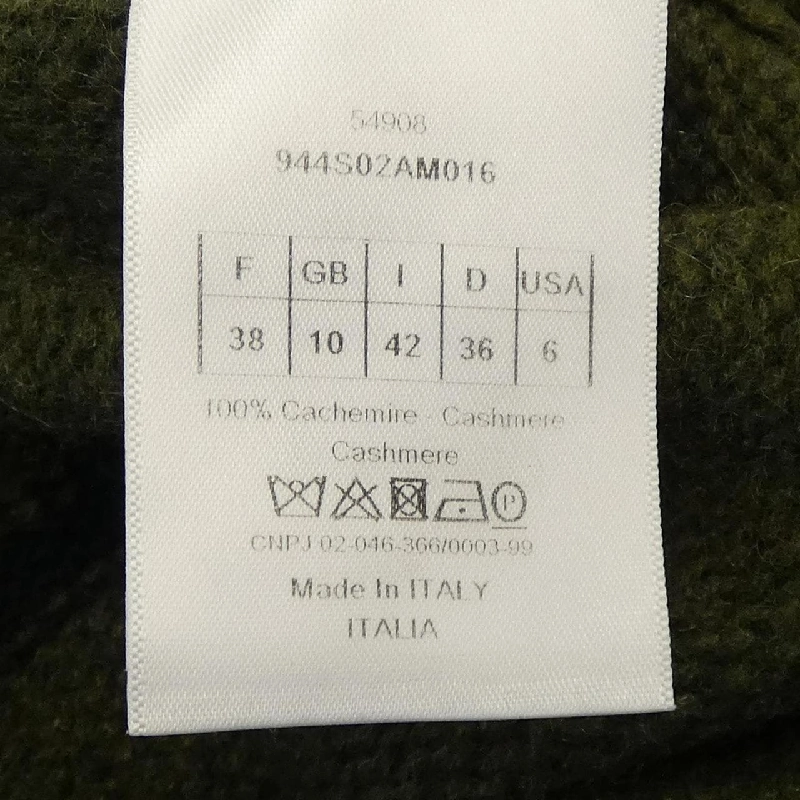 54908
944S02AM016
F GB I D USA
38 10 42 36 6
100% Cachemire - Cashmere
Cashmere
P
CNPJ 02-046-366/0003-99
Made In ITALY
ITALIA